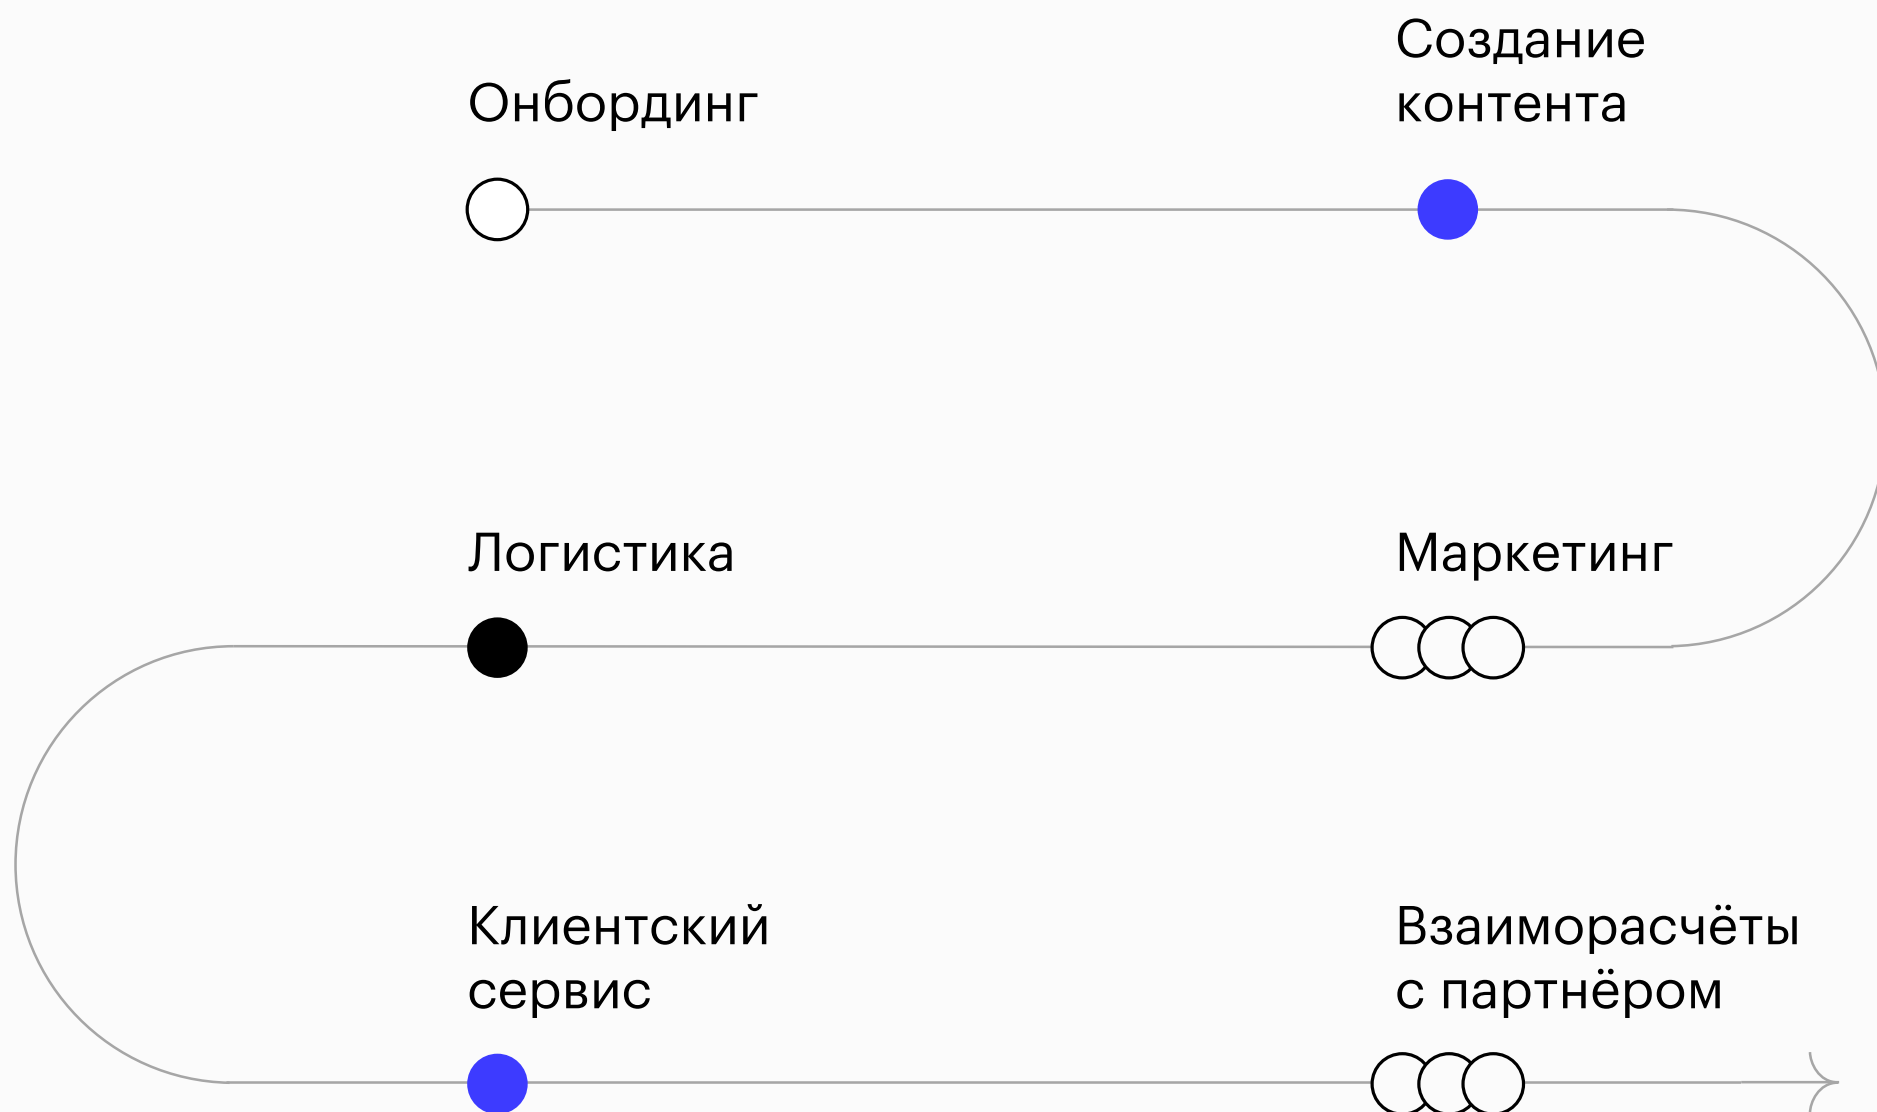 Онбординг
Создание
контента
Логистика
Маркетинг
Клиентский
сервис
Взаиморасчёты
с партнёром